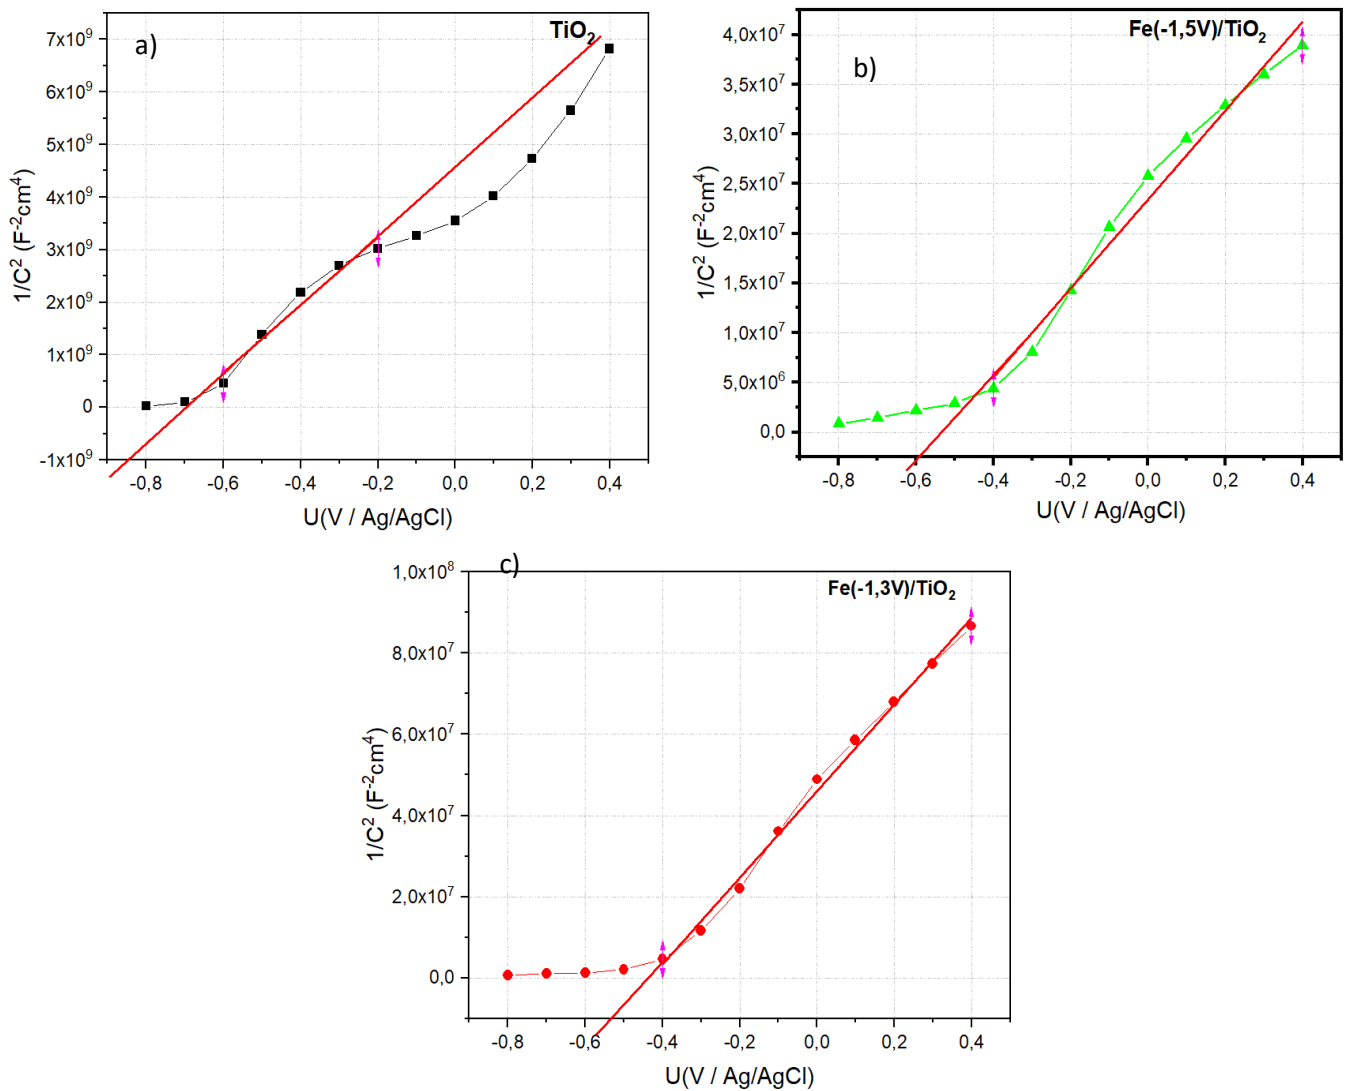 a)
TiO₂
7x10⁹
6x10⁹
5x10⁹
4x10⁹
3x10⁹
2x10⁹
1x10⁹
0
-1x10⁹
1/C² (F⁻²cm⁴)
-0,8 -0,6 -0,4 -0,2 0,0 0,2 0,4
U(V / Ag/AgCl)
b)
Fe(-1,5V)/TiO₂
4,0x10⁷
3,5x10⁷
3,0x10⁷
2,5x10⁷
2,0x10⁷
1,5x10⁷
1,0x10⁷
5,0x10⁶
0,0
1/C² (F⁻²cm⁴)
-0,8 -0,6 -0,4 -0,2 0,0 0,2 0,4
U(V / Ag/AgCl)
c)
Fe(-1,3V)/TiO₂
1,0x10⁸
8,0x10⁷
6,0x10⁷
4,0x10⁷
2,0x10⁷
0,0
1/C² (F⁻²cm⁴)
-0,8 -0,6 -0,4 -0,2 0,0 0,2 0,4
U(V / Ag/AgCl)